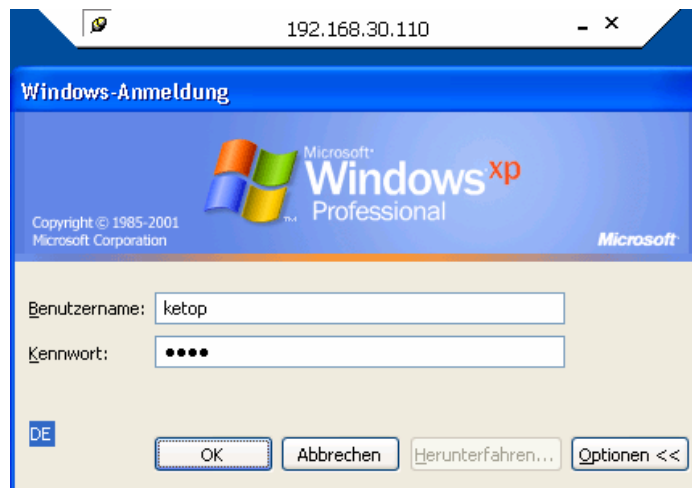 192.168.30.110
Windows-Anmeldung
Microsoft®
Windows xp
Professional
Copyright © 1985-2001
Microsoft Corporation
Microsoft
Benutzername: ketop
Kennwort: ●●●●
DE
OK Abbrechen Herunterfahren... Optionen <<